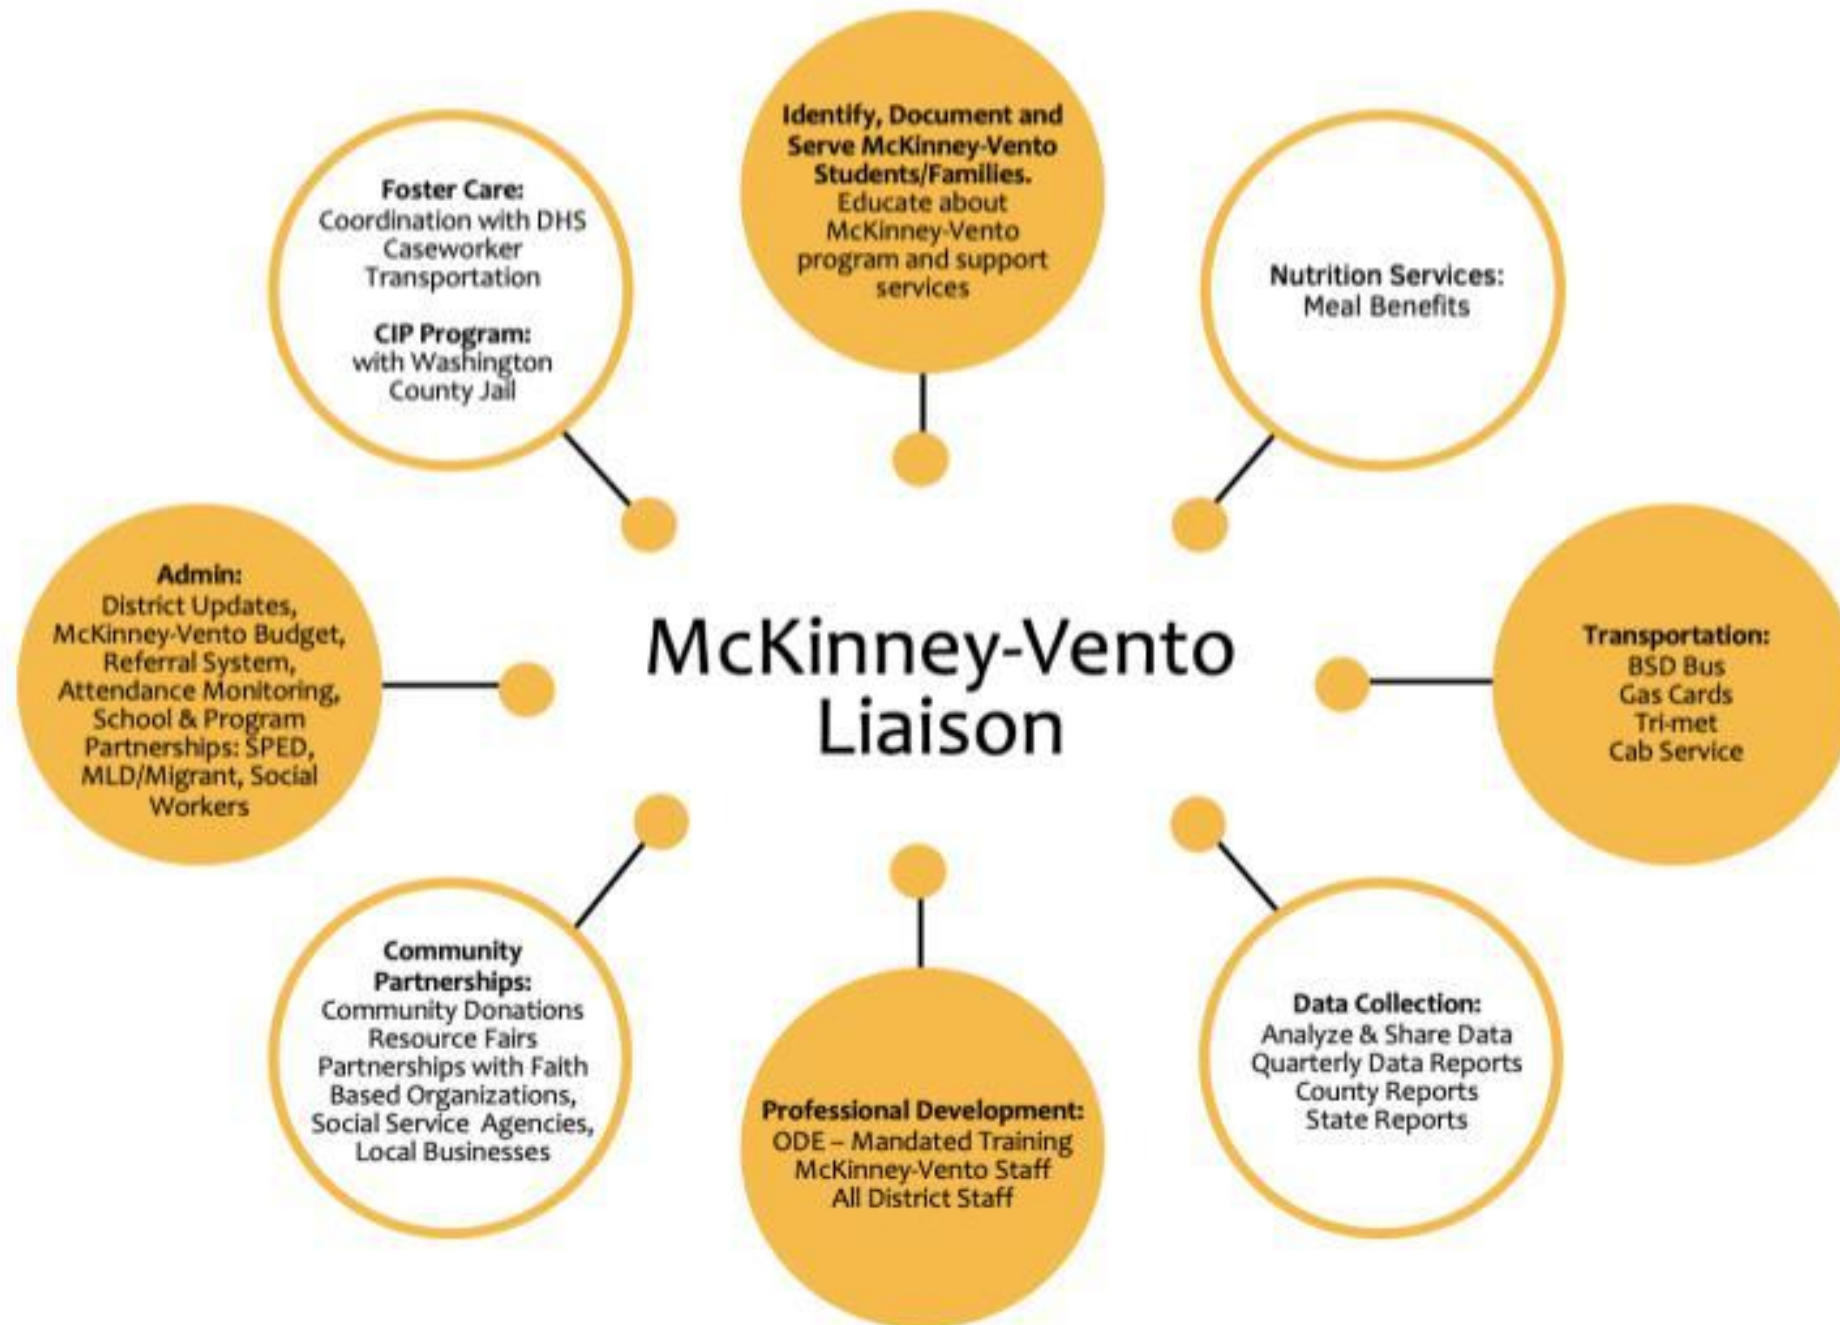 Identify, Document and
Serve McKinney-Vento
Students/Families.
Educate about
McKinney-Vento
program and support
services
Foster Care:
Coordination with DHS
Caseworker
Transportation
CIP Program:
with Washington
County Jail
Nutrition Services:
Meal Benefits
Admin:
District Updates,
McKinney-Vento Budget,
Referral System,
Attendance Monitoring,
School & Program
Partnerships: SPED,
MLD/Migrant, Social
Workers
McKinney-Vento
Liaison
Transportation:
BSD Bus
Gas Cards
Tri-met
Cab Service
Community
Partnerships:
Community Donations
Resource Fairs
Partnerships with Faith
Based Organizations,
Social Service Agencies,
Local Businesses
Professional Development:
ODE – Mandated Training
McKinney-Vento Staff
All District Staff
Data Collection:
Analyze & Share Data
Quarterly Data Reports
County Reports
State Reports